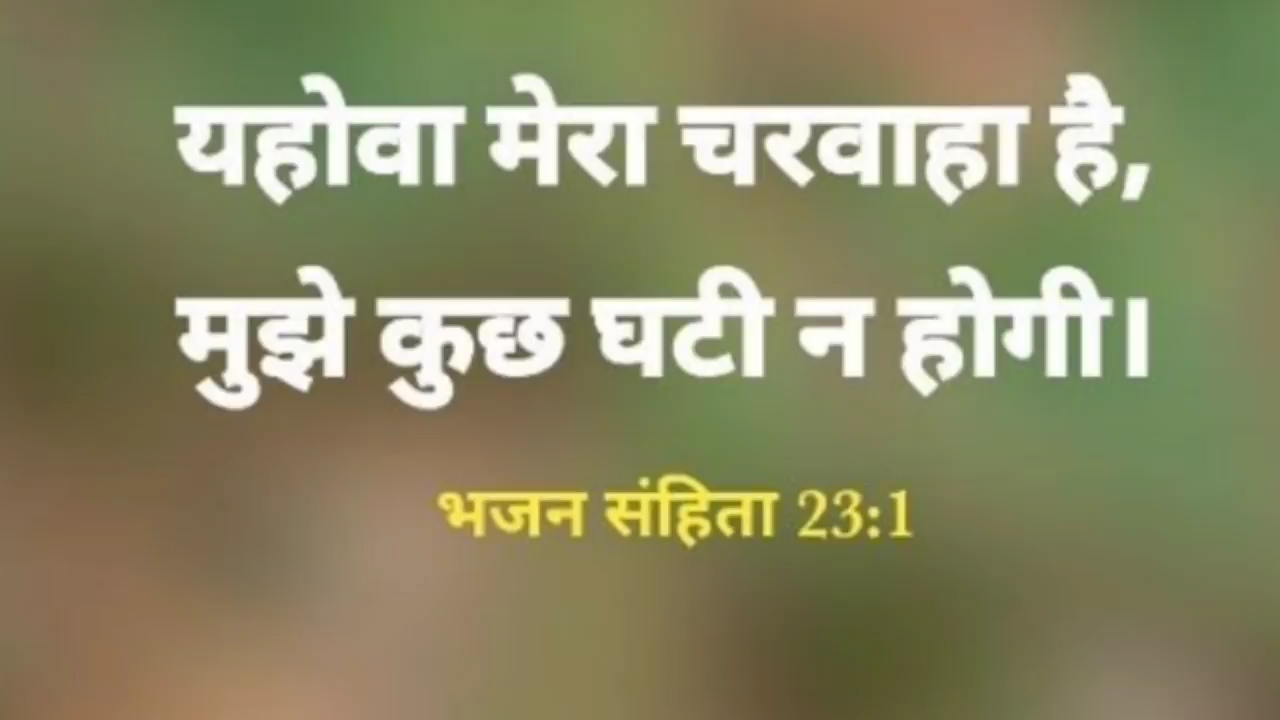 यहोवा मेरा चरवाहा है,
मुझे कुछ घटी न होगी।
भजन संहिता 23:1